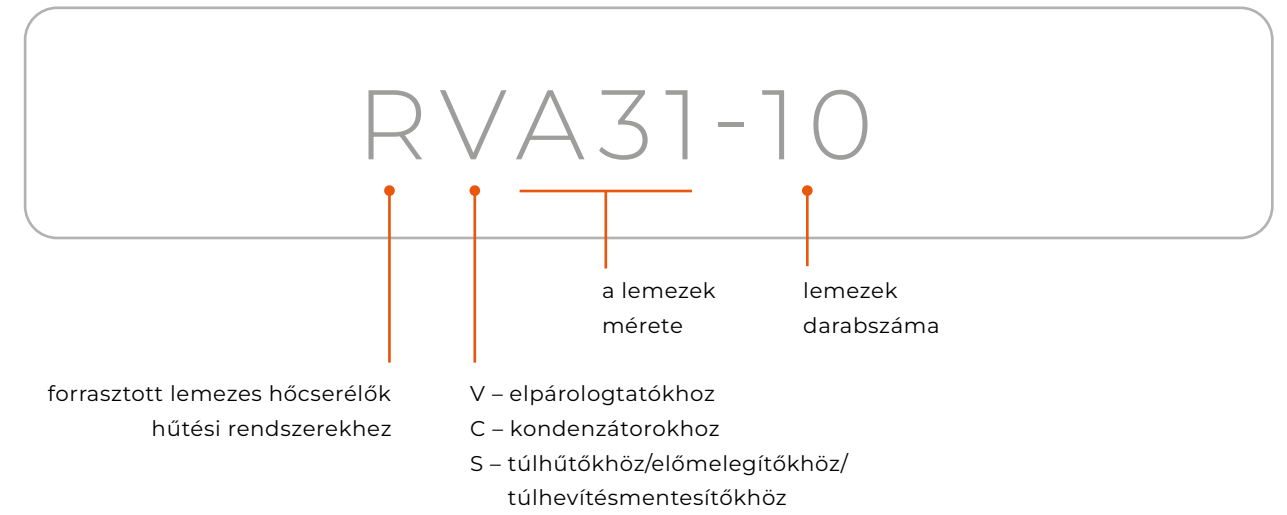 RVA31-10
a lemezek
mérete
lemezek
darabszáma
forrasztott lemezes hőcserélők
hűtési rendszerekhez
V – elpárologtatókhoz
C – kondenzátorokhoz
S – túlhűtőkhöz/előmelegítőkhöz/
túlhevítésmentesítőkhöz